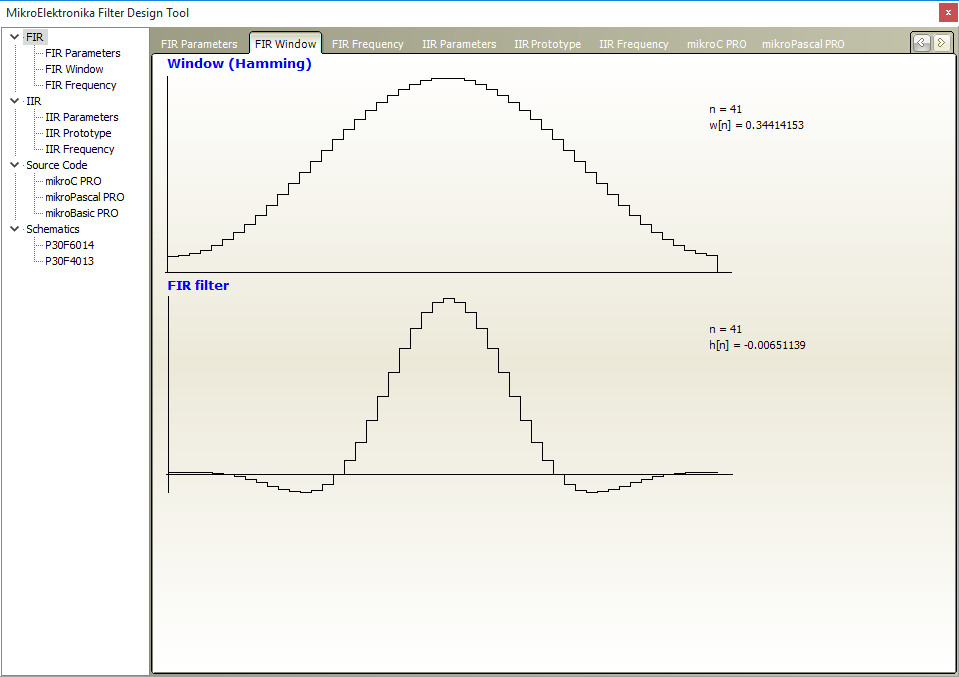 MikroElektronika Filter Design Tool
FIR
FIR Parameters
FIR Window
FIR Frequency
IIR
IIR Parameters
IIR Prototype
IIR Frequency
Source Code
mikroC PRO
mikroPascal PRO
mikroBasic PRO
Schematics
P30F6014
P30F4013
FIR Parameters FIR Window FIR Frequency IIR Parameters IIR Prototype IIR Frequency mikroC PRO mikroPascal PRO
Window (Hamming)
n = 41
w[n] = 0.34414153
FIR filter
n = 41
h[n] = -0.00651139